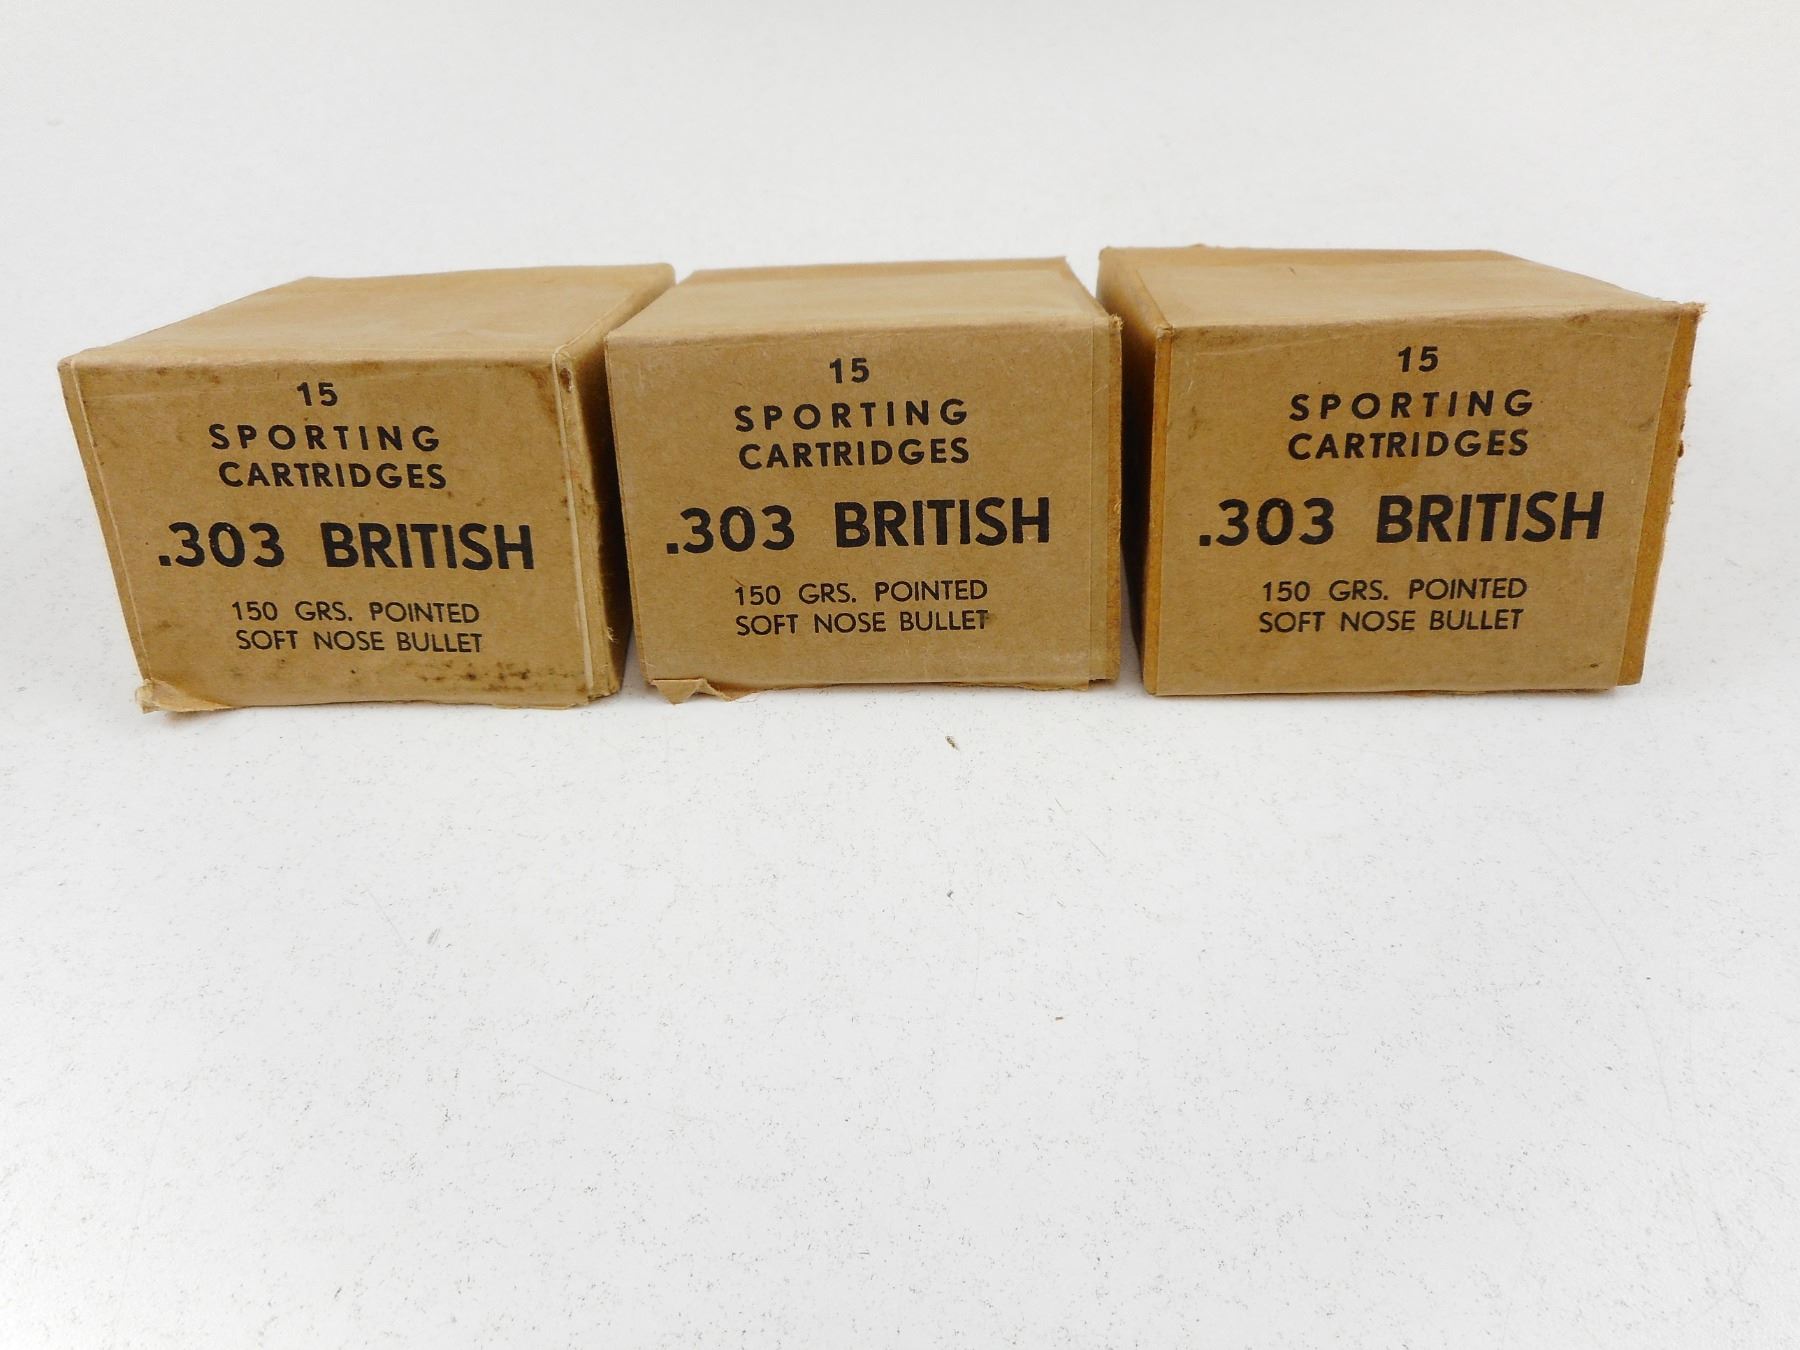 15
SPORTING
CARTRIDGES
.303 BRITISH
150 GRS. POINTED
SOFT NOSE BULLET
15
SPORTING
CARTRIDGES
.303 BRITISH
150 GRS. POINTED
SOFT NOSE BULLET
15
SPORTING
CARTRIDGES
.303 BRITISH
150 GRS. POINTED
SOFT NOSE BULLET